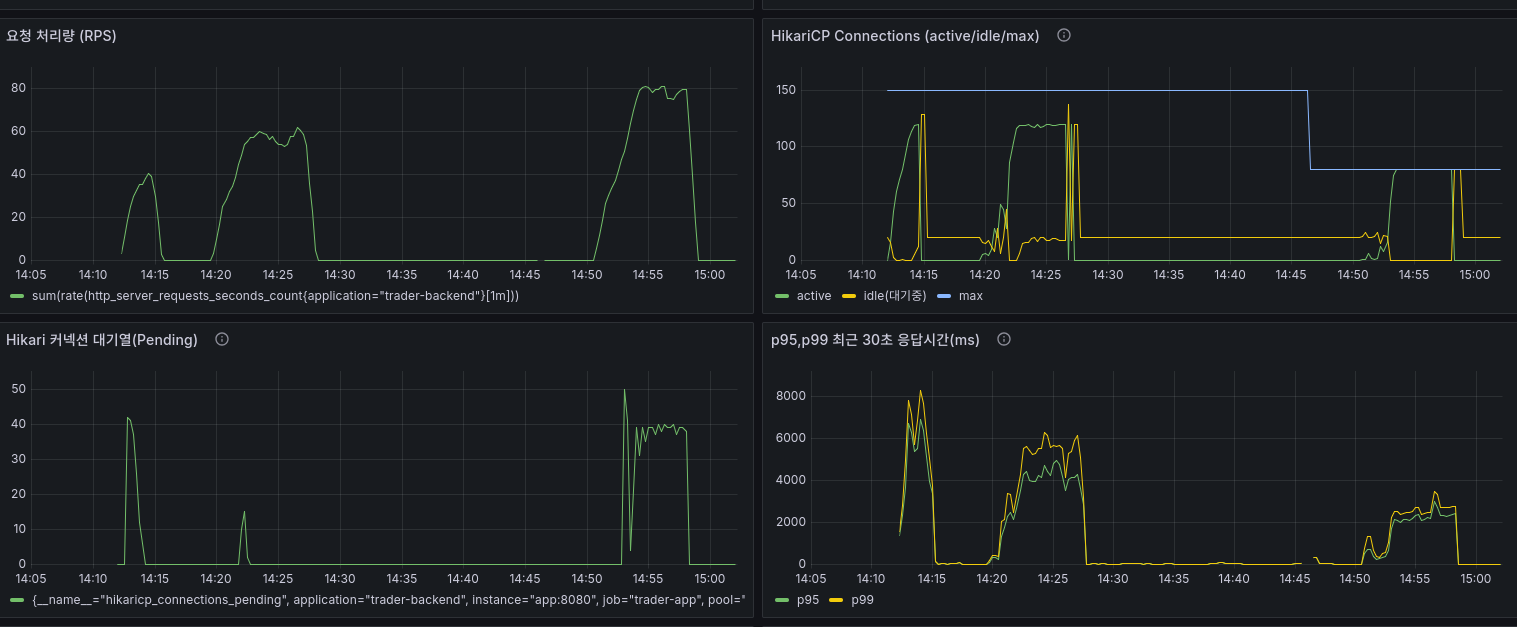 요청 처리량 (RPS)
80
60
40
20
0
14:05 14:10 14:15 14:20 14:25 14:30 14:35 14:40 14:45 14:50 14:55 15:00
sum(rate(http_server_requests_seconds_count{application="trader-backend"}[1m]))
HikariCP Connections (active/idle/max)
150
100
50
0
14:05 14:10 14:15 14:20 14:25 14:30 14:35 14:40 14:45 14:50 14:55 15:00
active idle(대기중) max
Hikari 커넥션 대기열(Pending)
50
40
30
20
10
0
14:05 14:10 14:15 14:20 14:25 14:30 14:35 14:40 14:45 14:50 14:55 15:00
{__name__="hikaricp_connections_pending", application="trader-backend", instance="app:8080", job="trader-app", pool="
p95,p99 최근 30초 응답시간(ms)
8000
6000
4000
2000
0
14:05 14:10 14:15 14:20 14:25 14:30 14:35 14:40 14:45 14:50 14:55 15:00
p95 p99